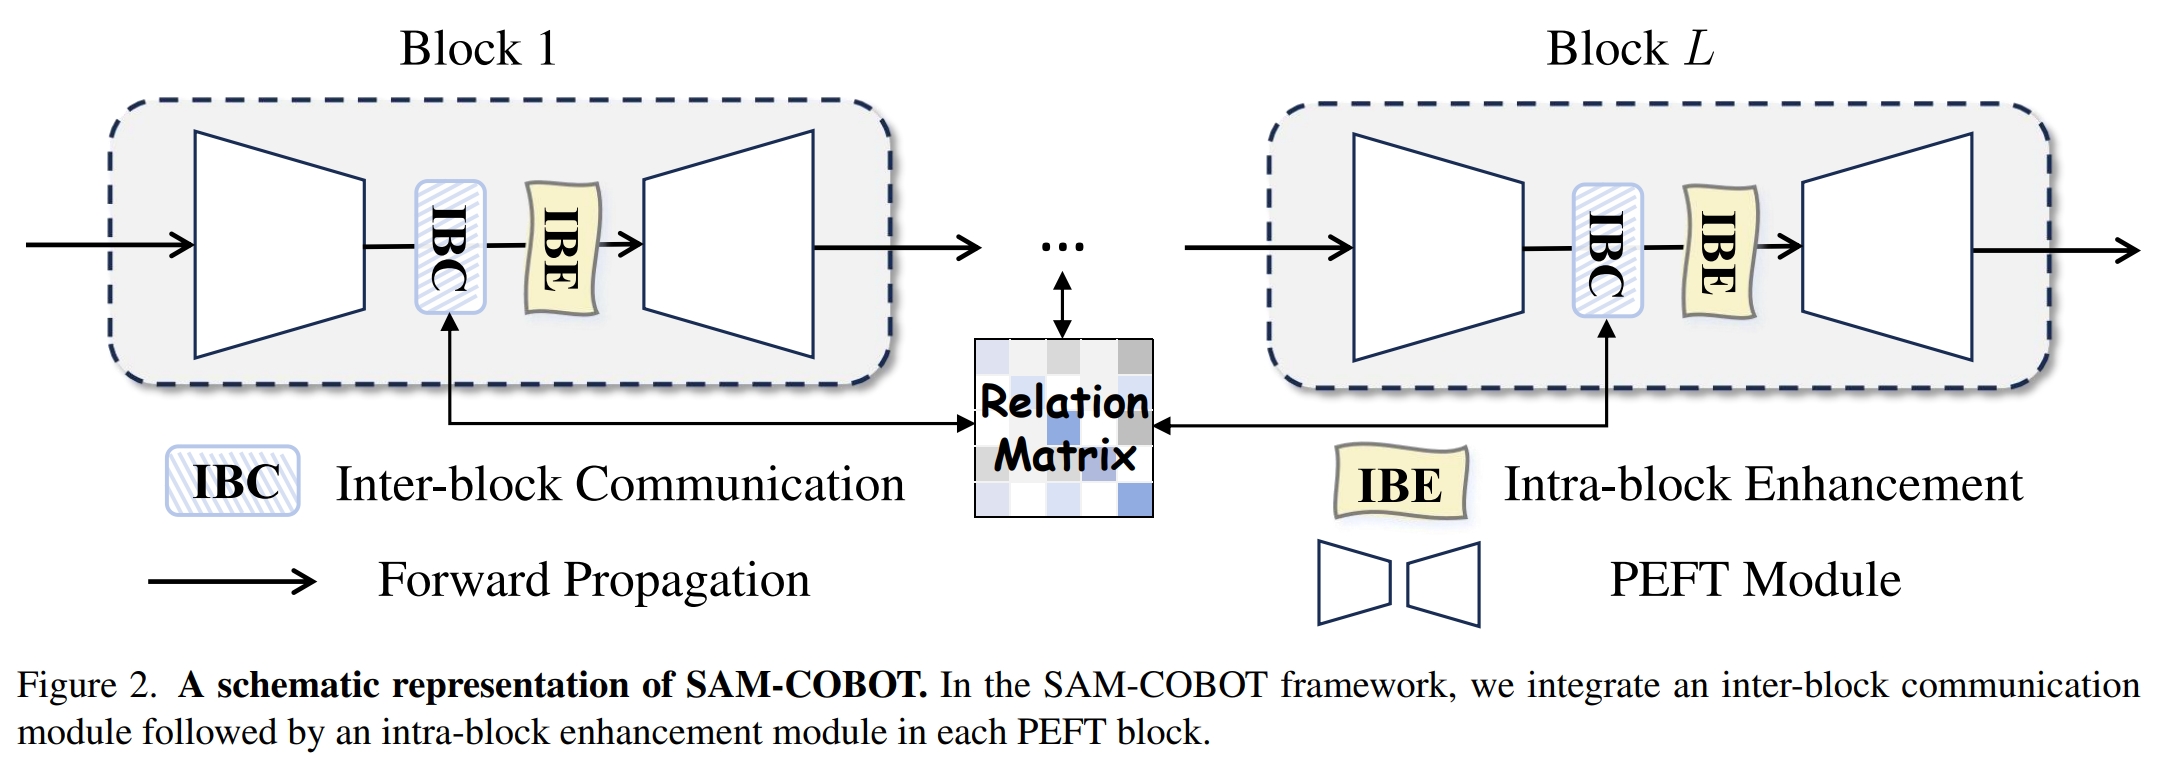 Block 1
Block L
IBC
IBE
...
IBC
IBE
Relation
Matrix
IBC
Inter-block Communication
IBE
Intra-block Enhancement
Forward Propagation
PEFT Module
Figure 2. A schematic representation of SAM-COBOT. In the SAM-COBOT framework, we integrate an inter-block communication
module followed by an intra-block enhancement module in each PEFT block.